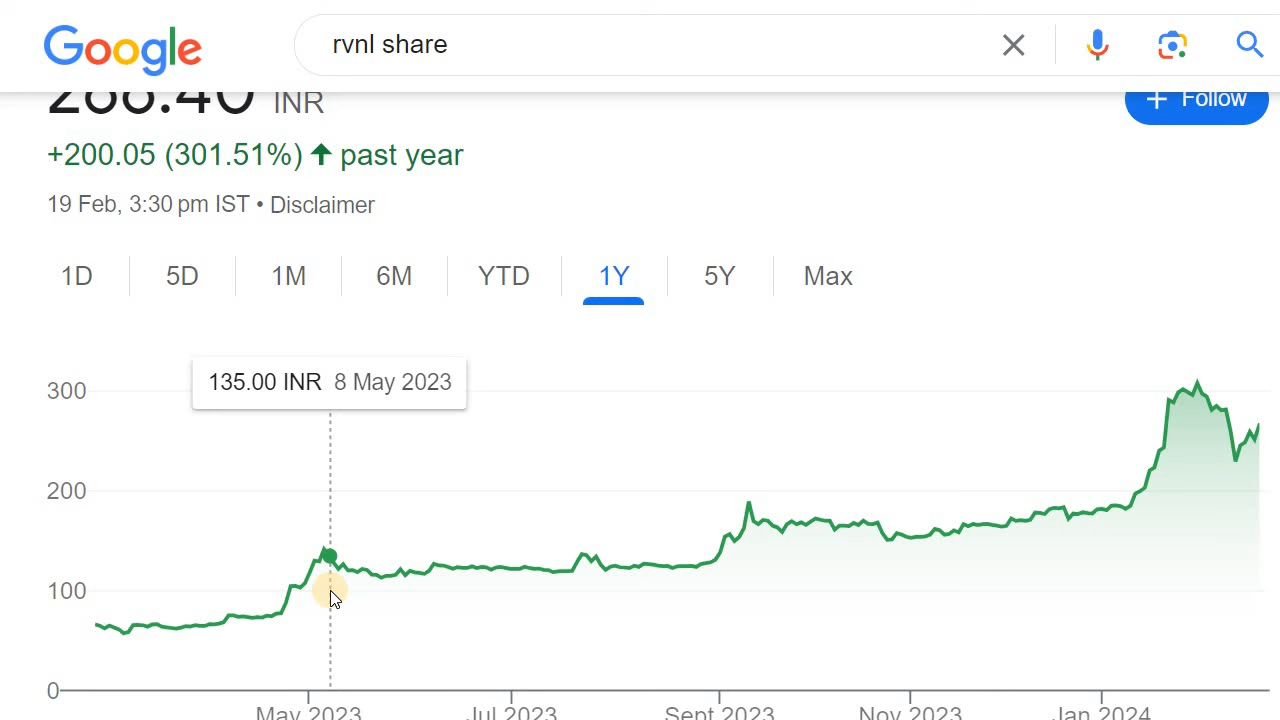 Google
rvnl share
266.40 INR
+ Follow
+200.05 (301.51%) ↑ past year
19 Feb, 3:30 pm IST • Disclaimer
1D 5D 1M 6M YTD 1Y 5Y Max
135.00 INR 8 May 2023
300
200
100
0
May 2023 Jul 2023 Sept 2023 Nov 2023 Jan 2024